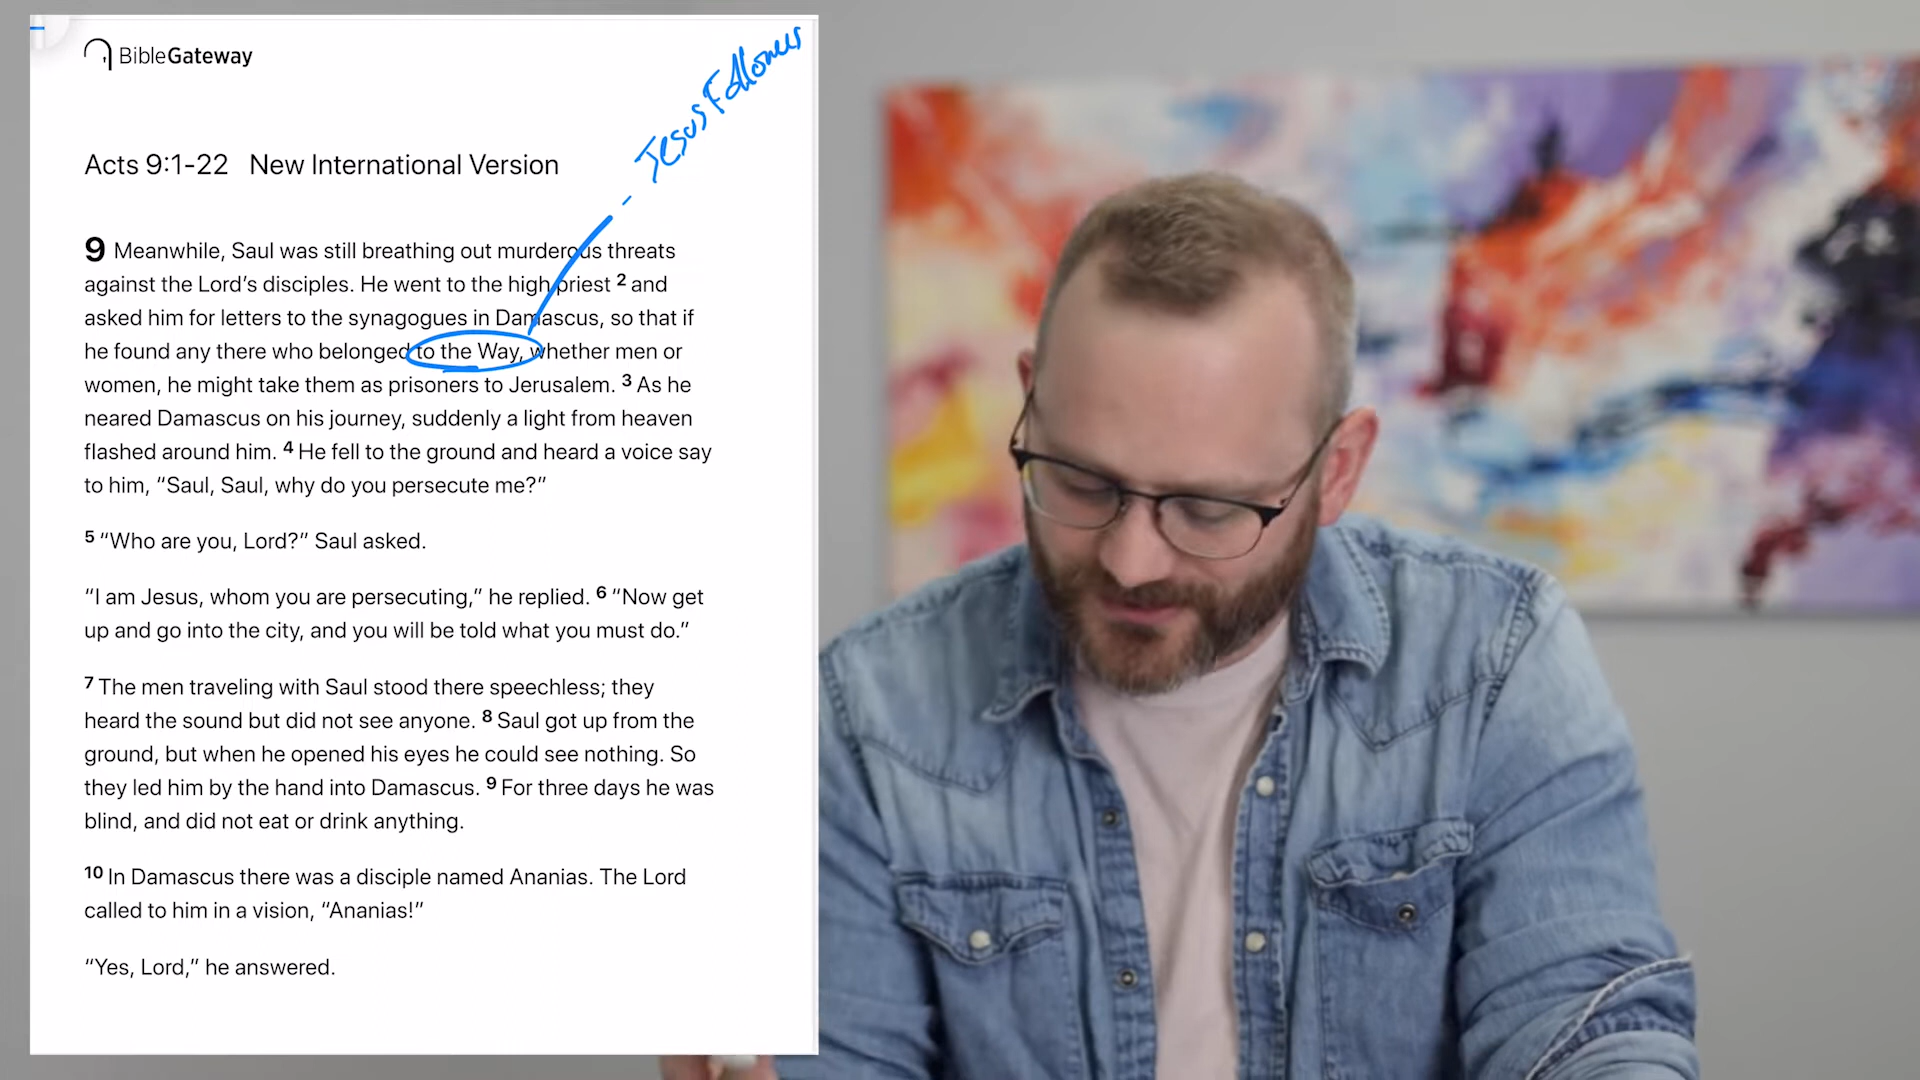 BibleGateway
Jesus Followers
Acts 9:1-22 New International Version
9 Meanwhile, Saul was still breathing out murderous threats
against the Lord’s disciples. He went to the high priest 2 and
asked him for letters to the synagogues in Damascus, so that if
he found any there who belonged to the Way, whether men or
women, he might take them as prisoners to Jerusalem. 3 As he
neared Damascus on his journey, suddenly a light from heaven
flashed around him. 4 He fell to the ground and heard a voice say
to him, “Saul, Saul, why do you persecute me?”
5 “Who are you, Lord?” Saul asked.
“I am Jesus, whom you are persecuting,” he replied. 6 “Now get
up and go into the city, and you will be told what you must do.”
7 The men traveling with Saul stood there speechless; they
heard the sound but did not see anyone. 8 Saul got up from the
ground, but when he opened his eyes he could see nothing. So
they led him by the hand into Damascus. 9 For three days he was
blind, and did not eat or drink anything.
10 In Damascus there was a disciple named Ananias. The Lord
called to him in a vision, “Ananias!”
“Yes, Lord,” he answered.